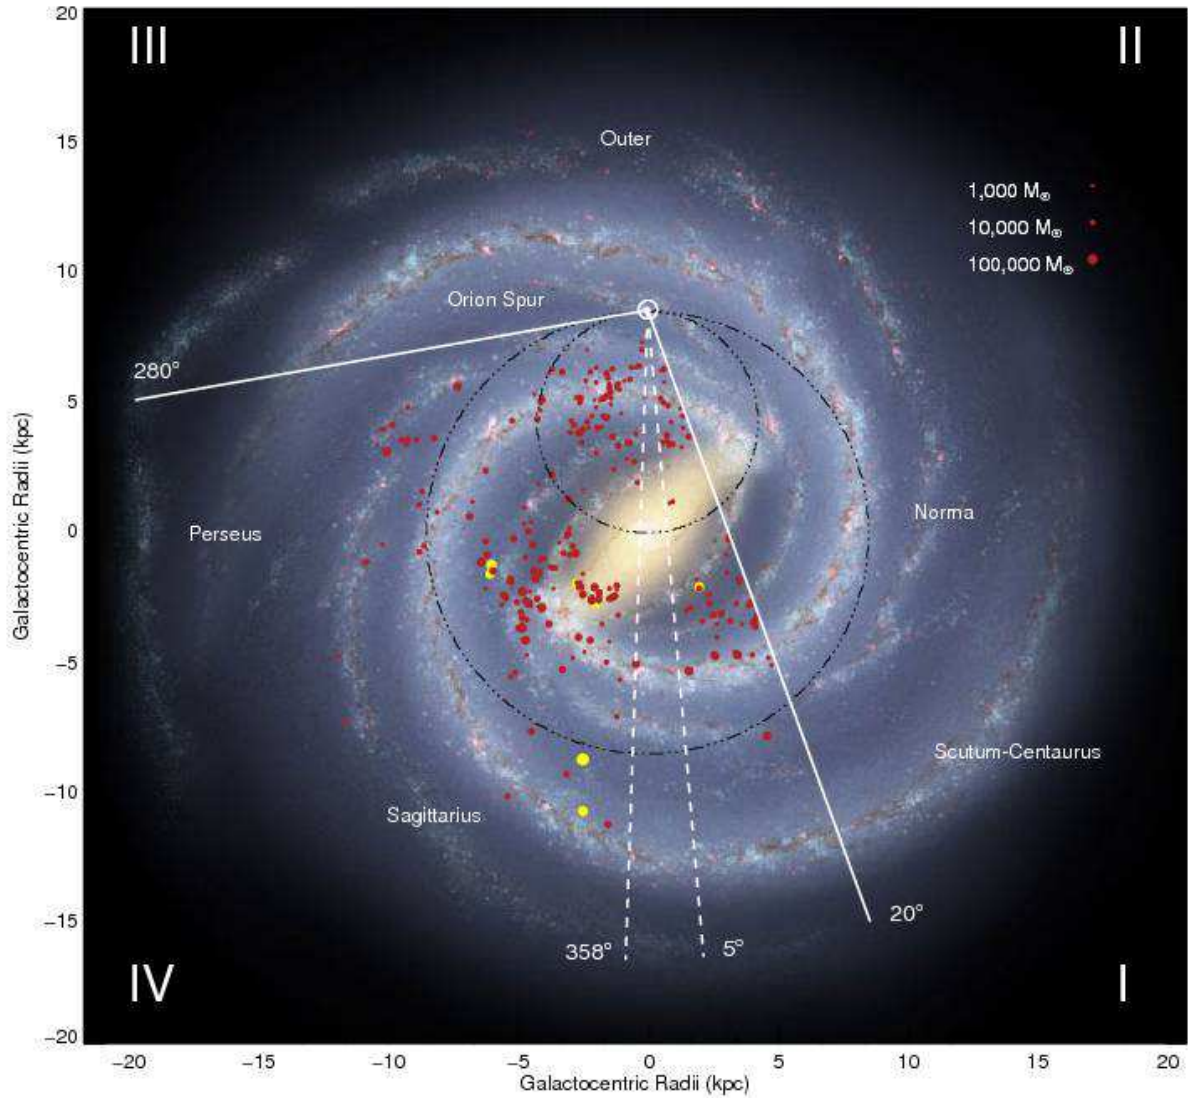 20
III
II
15
Outer
1,000 M⊙
10,000 M⊙
100,000 M⊙
10
Orion Spur
280°
5
Galactocentric Radii (kpc)
0
Perseus
Norma
−5
Scutum-Centaurus
−10
Sagittarius
−15
20°
358°
5°
IV
I
−20
−20 −15 −10 −5 0 5 10 15 20
Galactocentric Radii (kpc)